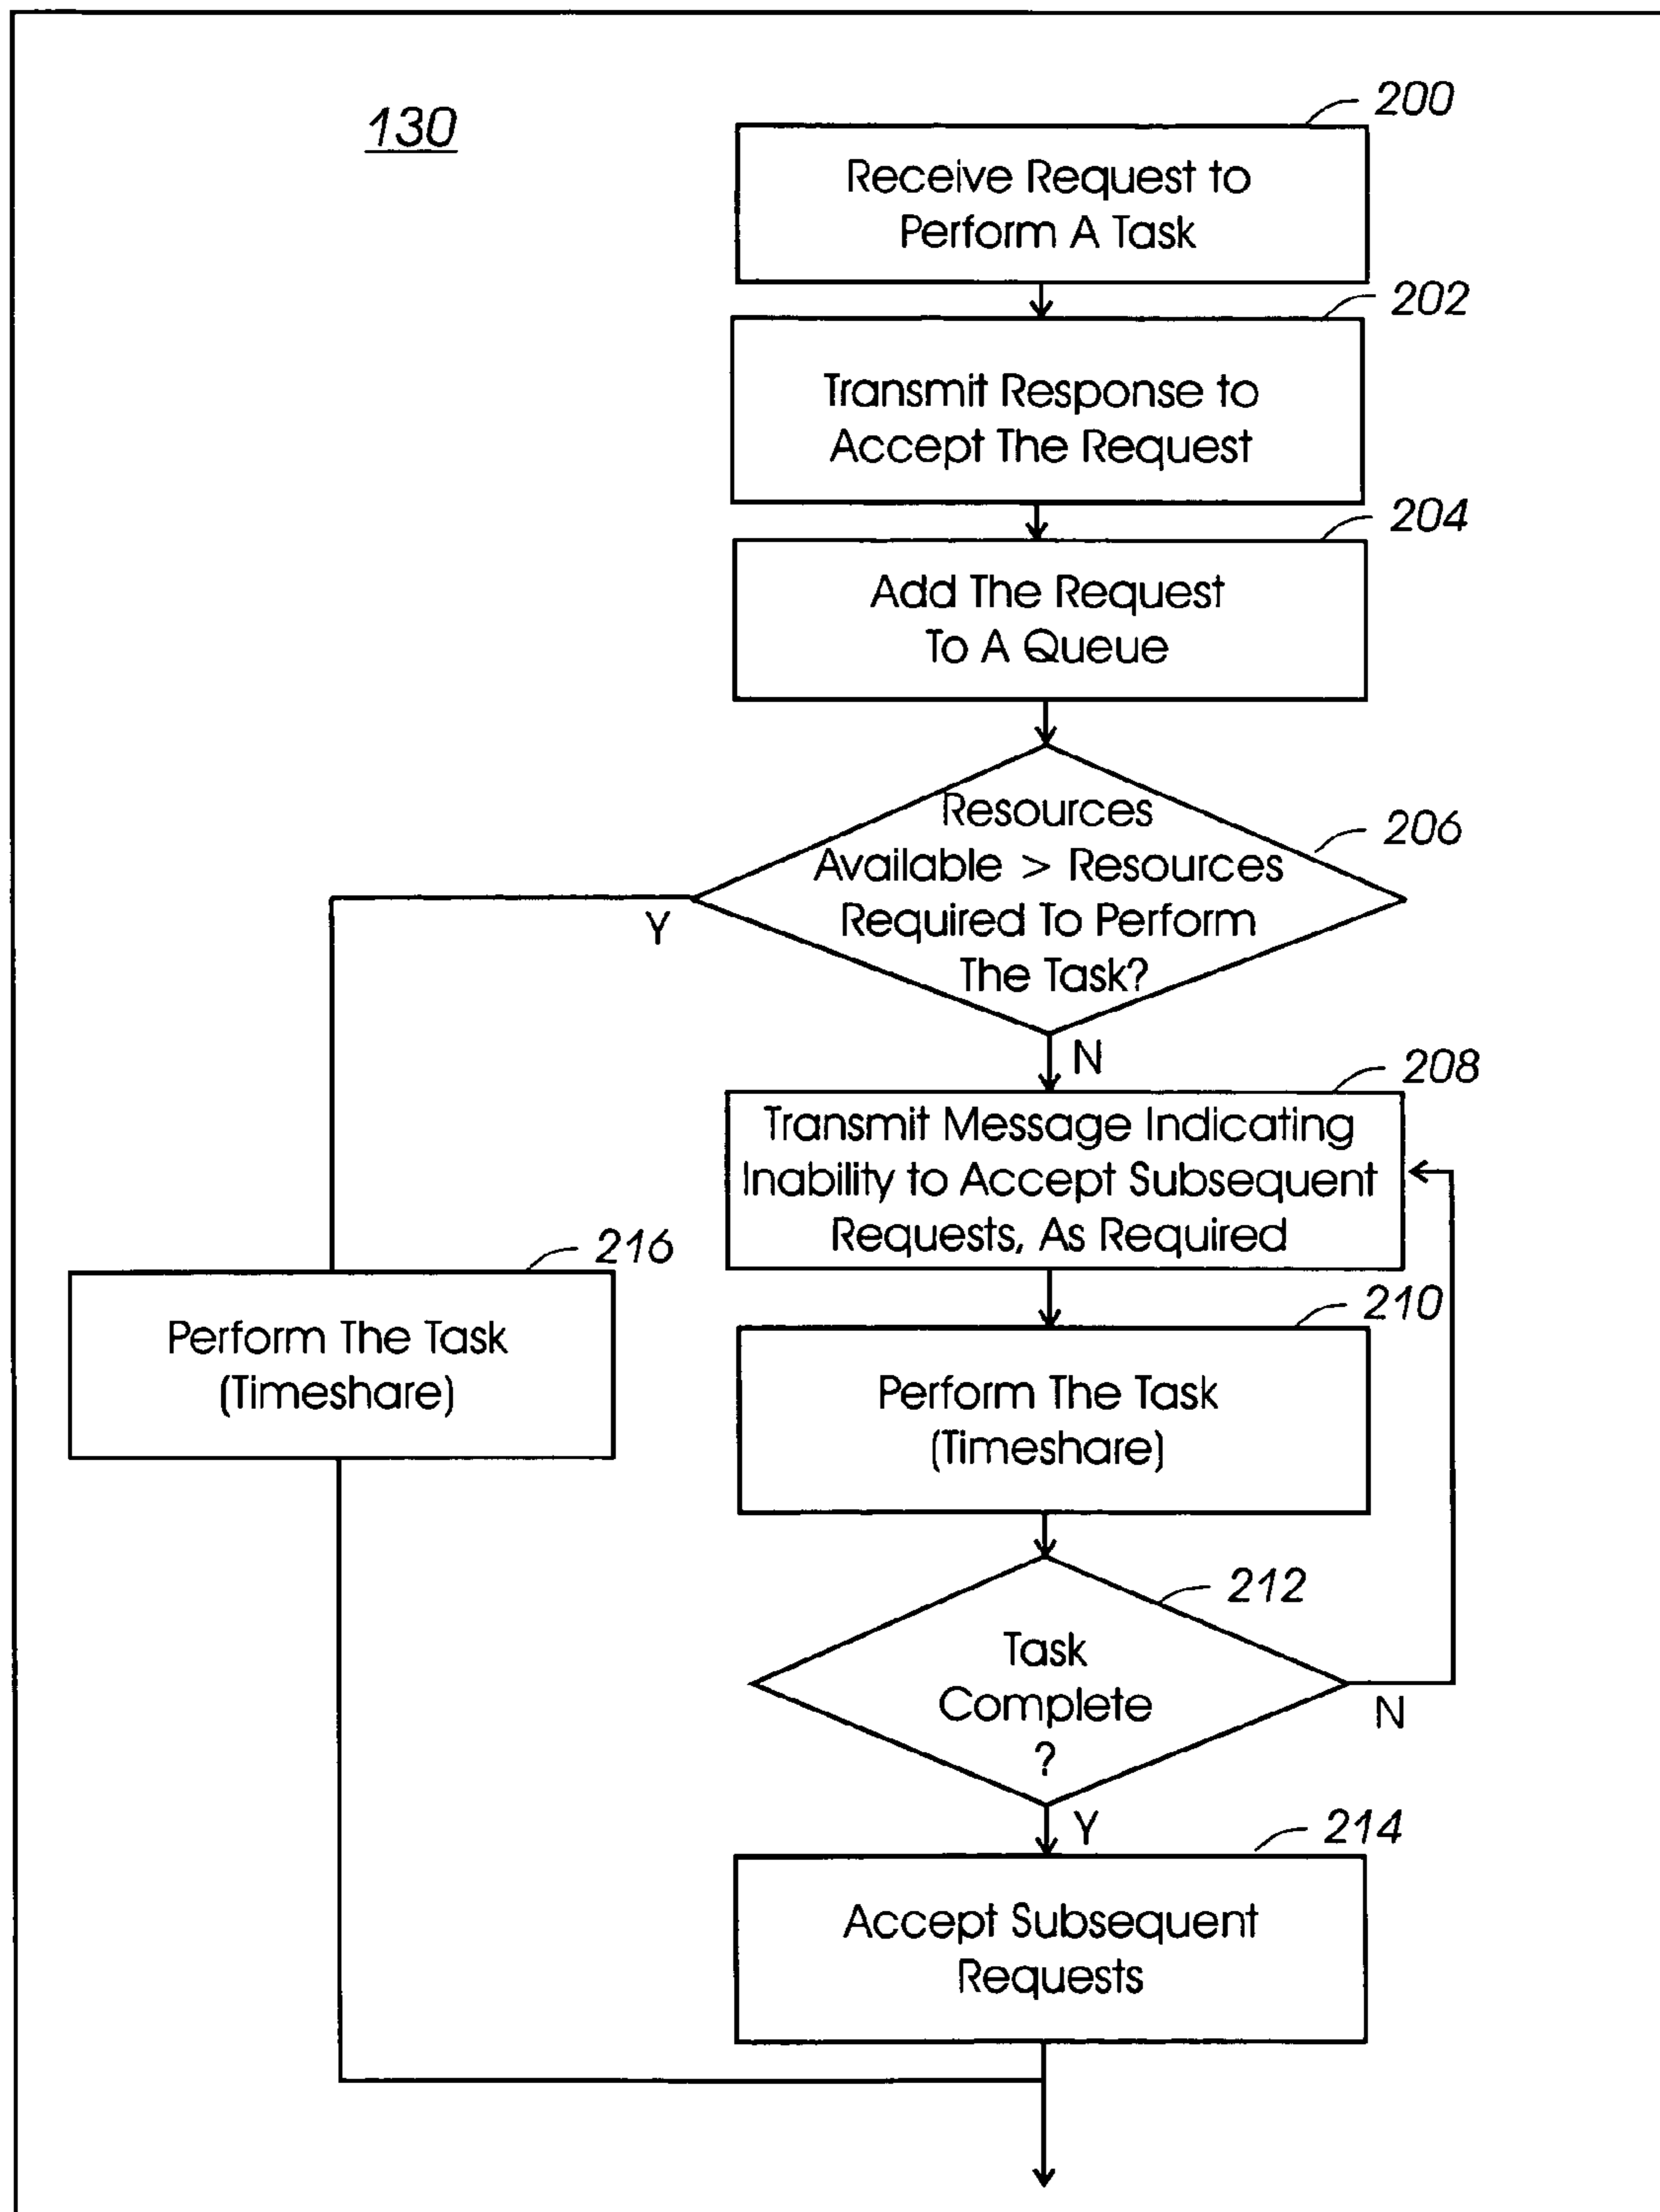 130
200
Receive Request to
Perform A Task
202
Transmit Response to
Accept The Request
204
Add The Request
To A Queue
206
Resources
Available > Resources
Required To Perform
The Task?
Y
N
208
Transmit Message Indicating
Inability to Accept Subsequent
Requests, As Required
216
Perform The Task
(Timeshare)
210
Perform The Task
(Timeshare)
212
Task
Complete
?
N
Y
214
Accept Subsequent
Requests